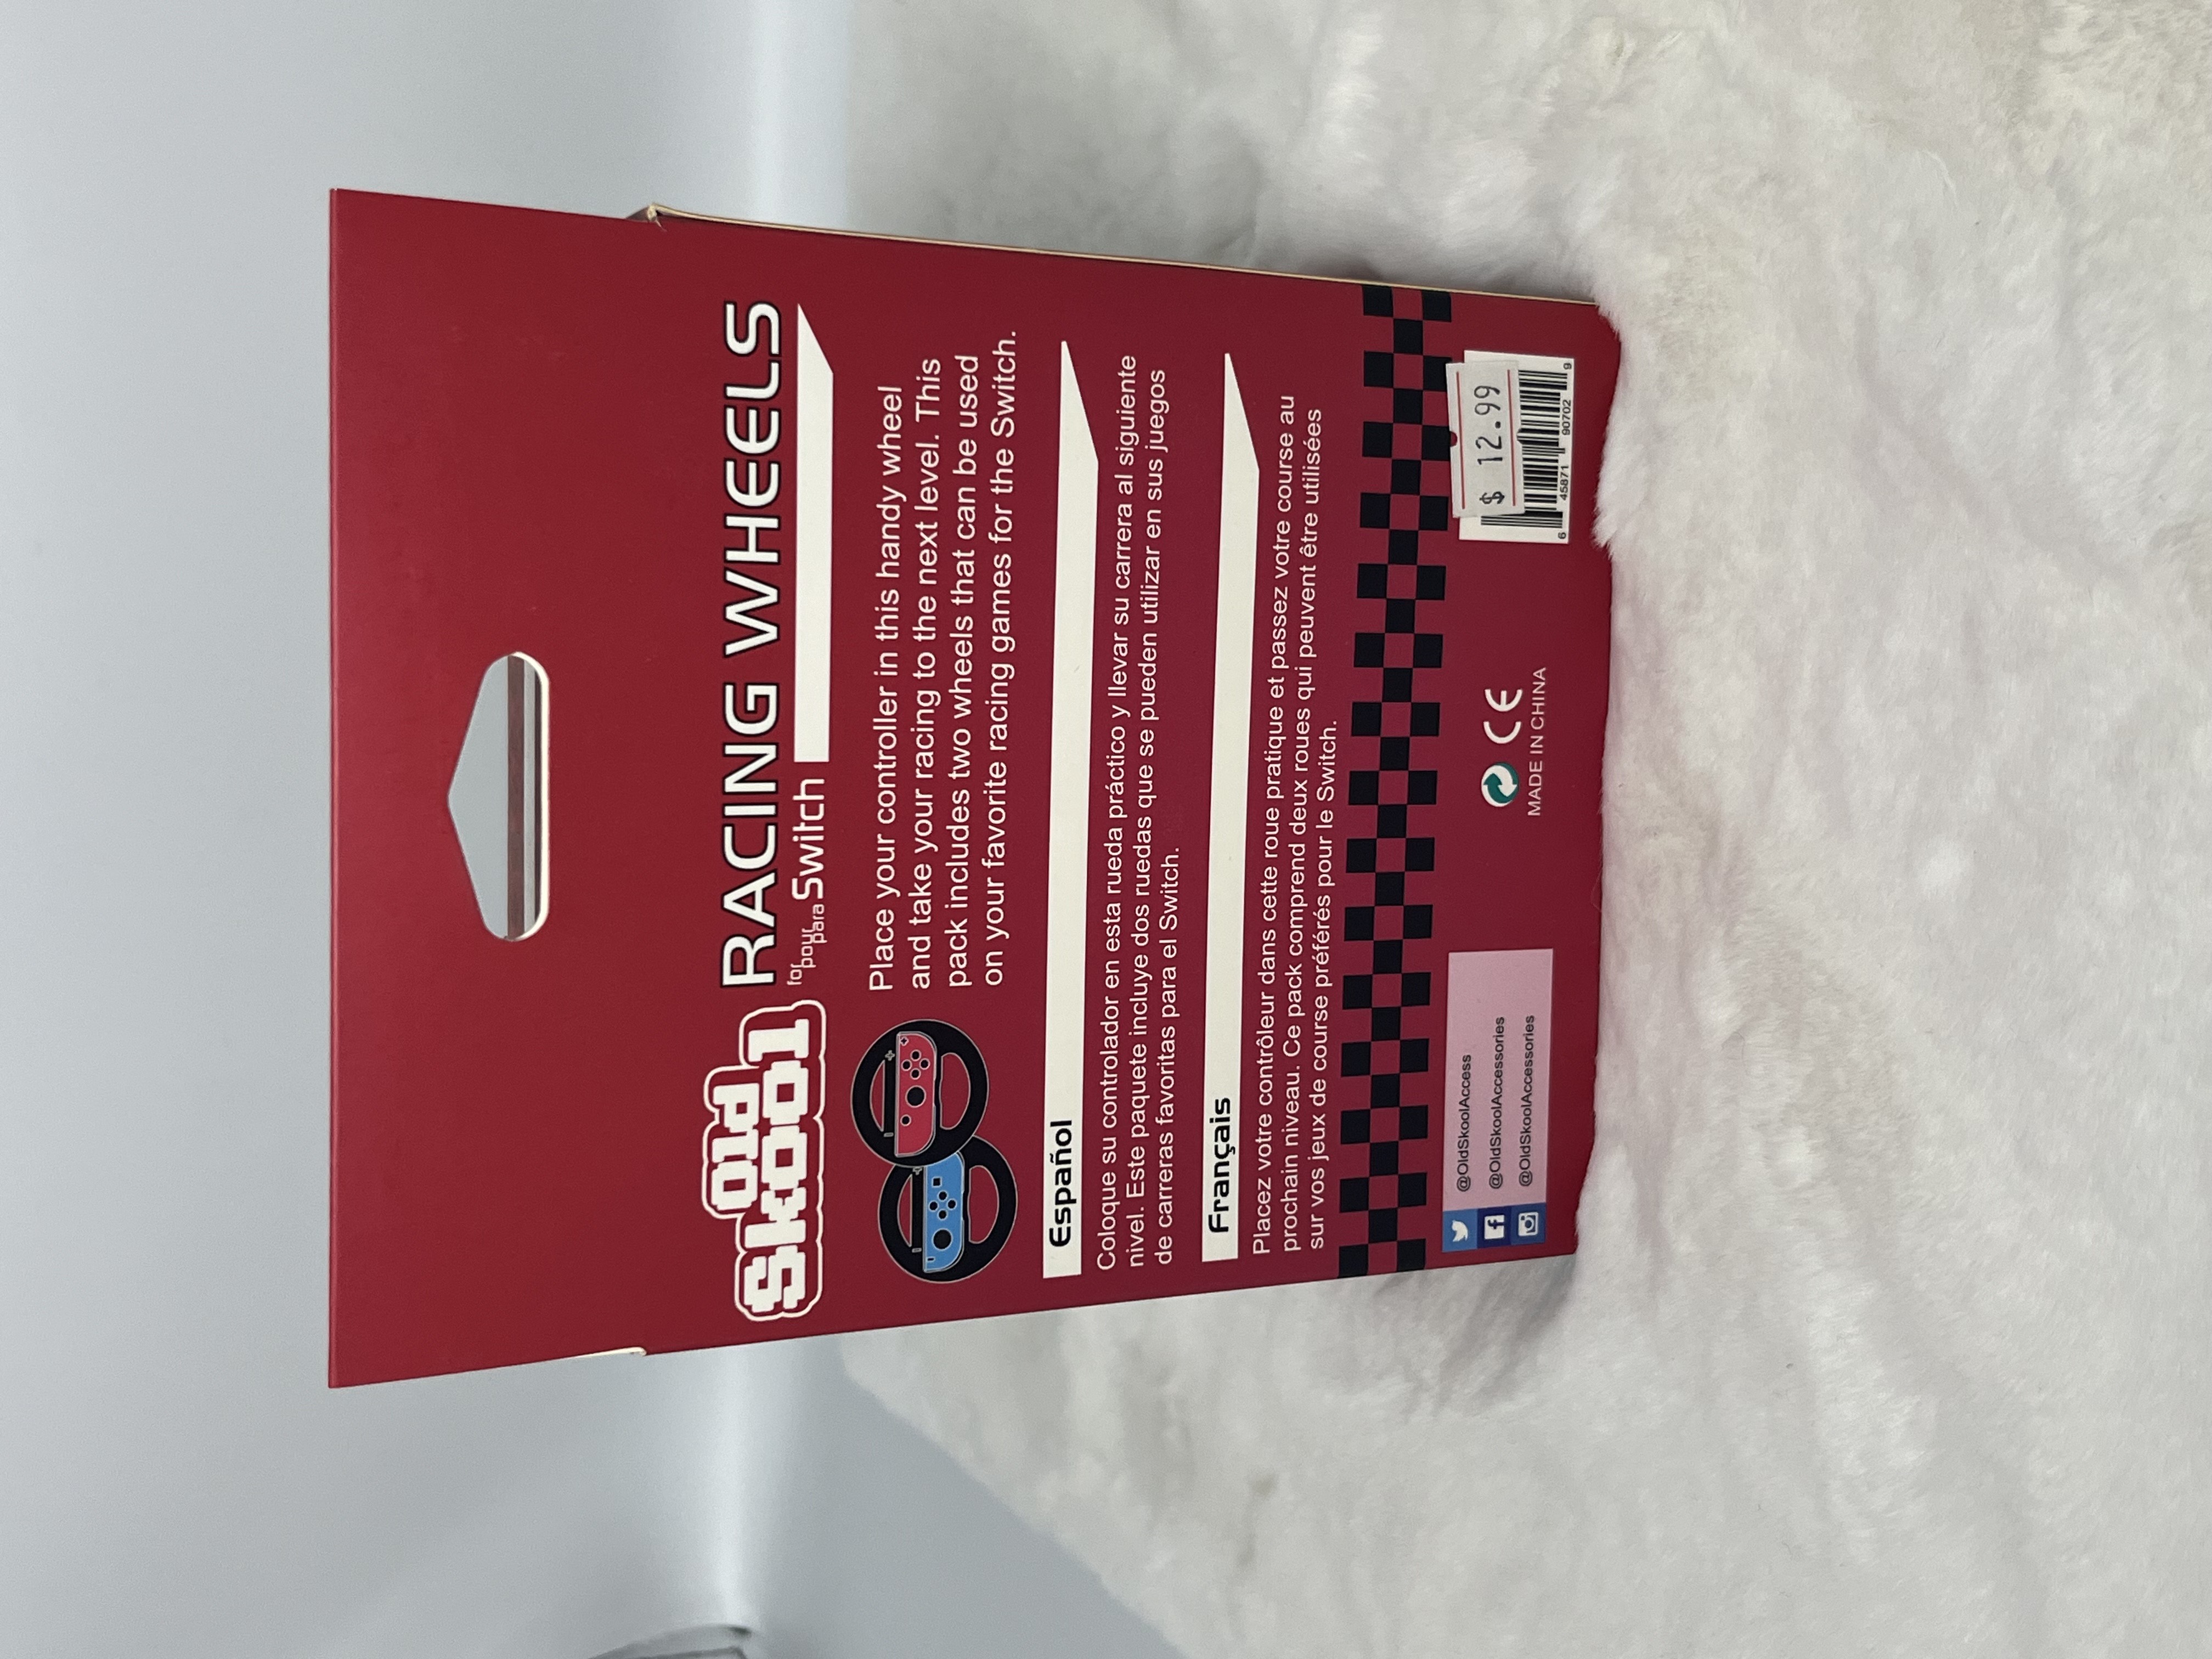 Old
Skool
RACING WHEELS
for
pour
para
Switch
Place your controller in this handy wheel
and take your racing to the next level. This
pack includes two wheels that can be used
on your favorite racing games for the Switch.
Español
Coloque su controlador en esta rueda práctico y llevar su carrera al siguiente
nivel. Este paquete incluye dos ruedas que se pueden utilizar en sus juegos
de carreras favoritas para el Switch.
Français
Placez votre contrôleur dans cette roue pratique et passez votre course au
prochain niveau. Ce pack comprend deux roues qui peuvent être utilisées
sur vos jeux de course préférés pour le Switch.
@OldSkoolAccess
@OldSkoolAccessories
@OldSkoolAccessories
CE
MADE IN CHINA
$ 12.99
6 45871 90702 9